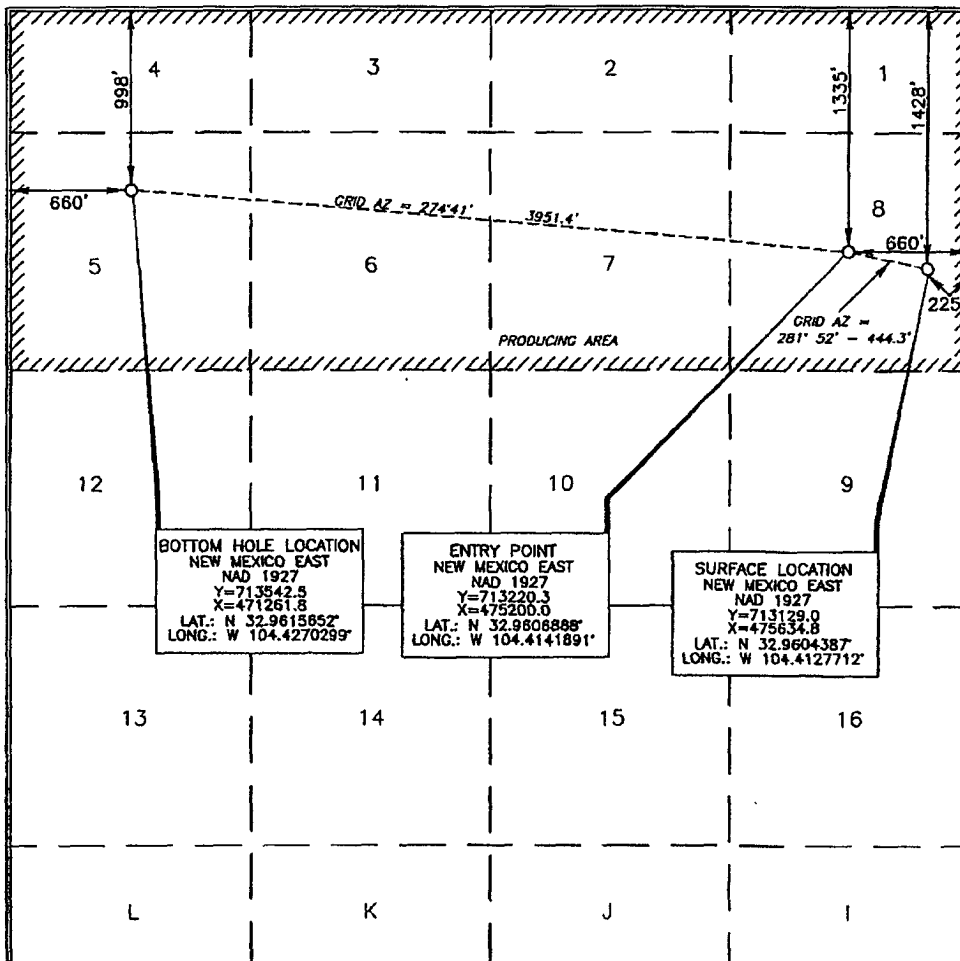 4 3 2 1
998'
1335'
1428'
660'
GRID AZ = 274°41' 3951.4'
8
660'
5 6 7
225
GRID AZ =
281° 52' - 444.3'
PRODUCING AREA
12 11 10 9
BOTTOM HOLE LOCATION
NEW MEXICO EAST
NAD 1927
Y=713542.5
X=471261.8
LAT.: N 32.9615652°
LONG.: W 104.4270299°
ENTRY POINT
NEW MEXICO EAST
NAD 1927
Y=713220.3
X=475200.0
LAT.: N 32.9606888°
LONG.: W 104.4141891°
SURFACE LOCATION
NEW MEXICO EAST
NAD 1927
Y=713129.0
X=475634.8
LAT.: N 32.9604387°
LONG.: W 104.4127712°
13 14 15 16
L K J I